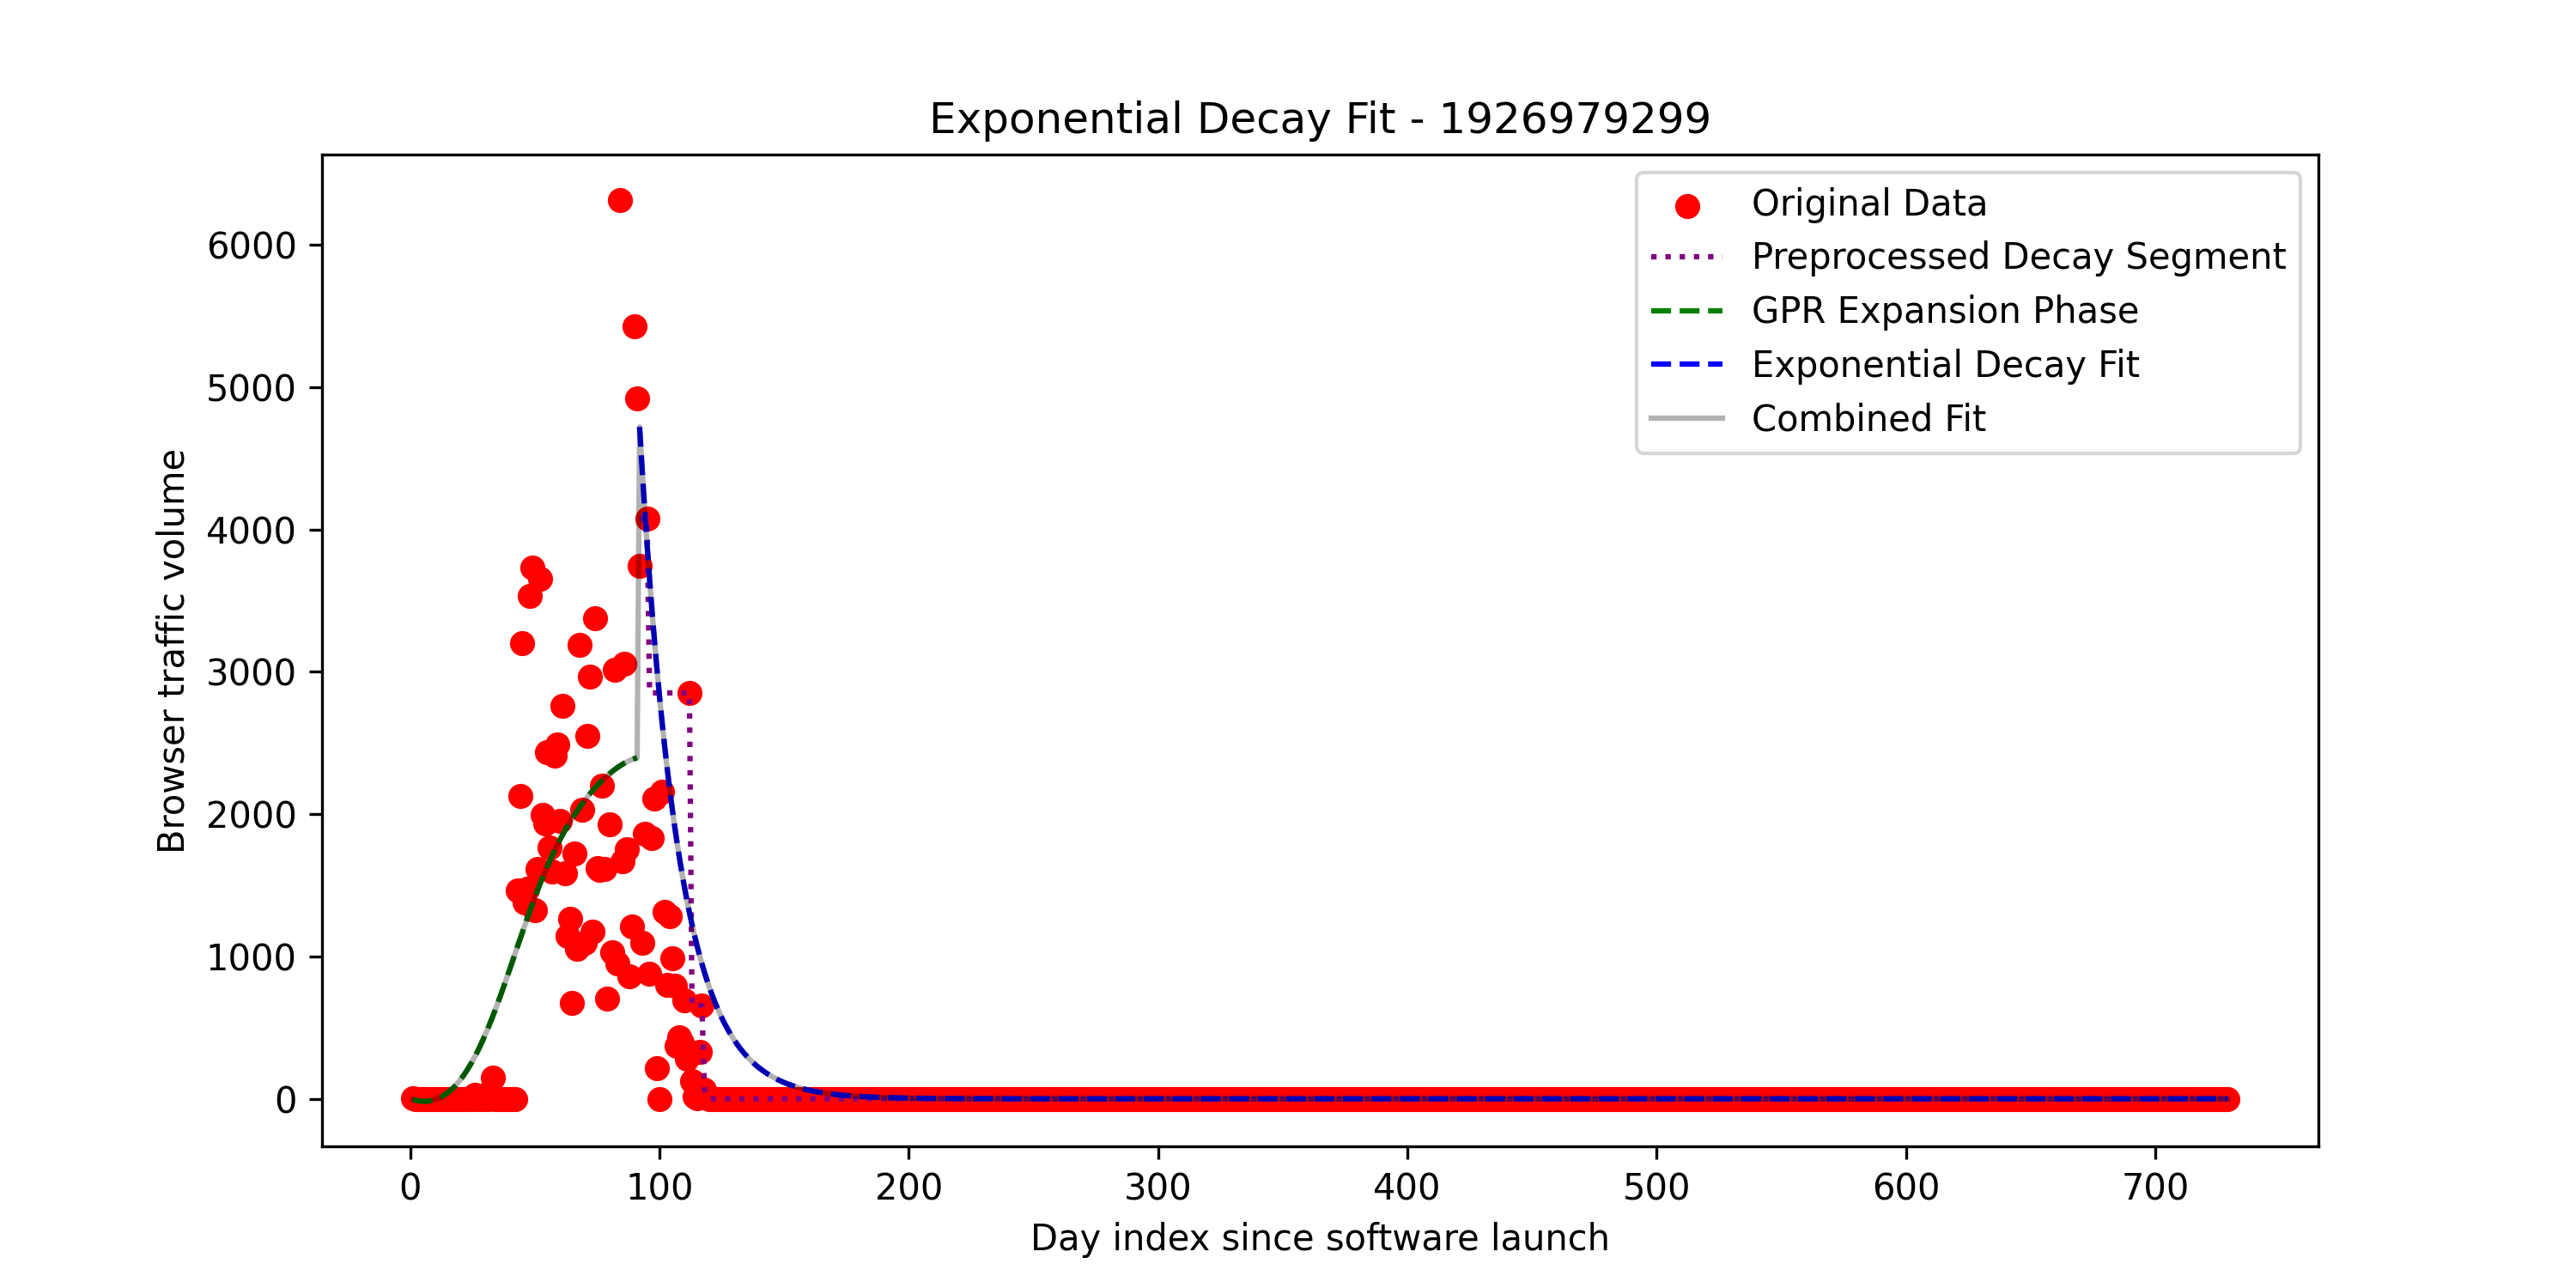 Exponential Decay Fit - 1926979299
Original Data
Preprocessed Decay Segment
GPR Expansion Phase
Exponential Decay Fit
Combined Fit
Browser traffic volume
6000
5000
4000
3000
2000
1000
0
0 100 200 300 400 500 600 700
Day index since software launch